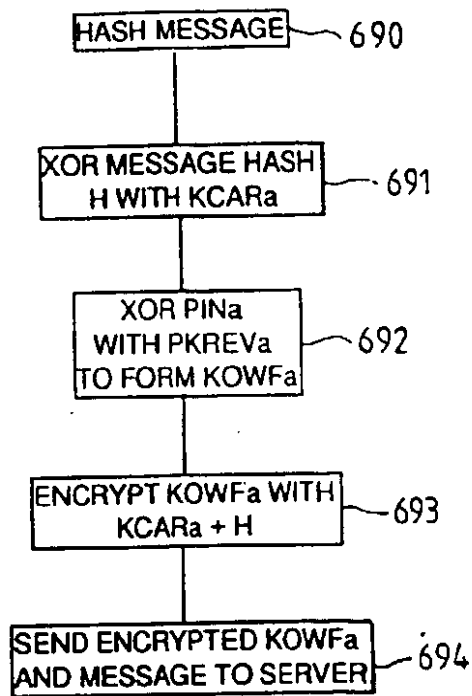 HASH MESSAGE
690
XOR MESSAGE HASH
H WITH KCARa
691
XOR PINa
WITH PKREVa
TO FORM KOWFa
692
ENCRYPT KOWFa WITH
KCARa + H
693
SEND ENCRYPTED KOWFa
AND MESSAGE TO SERVER
694